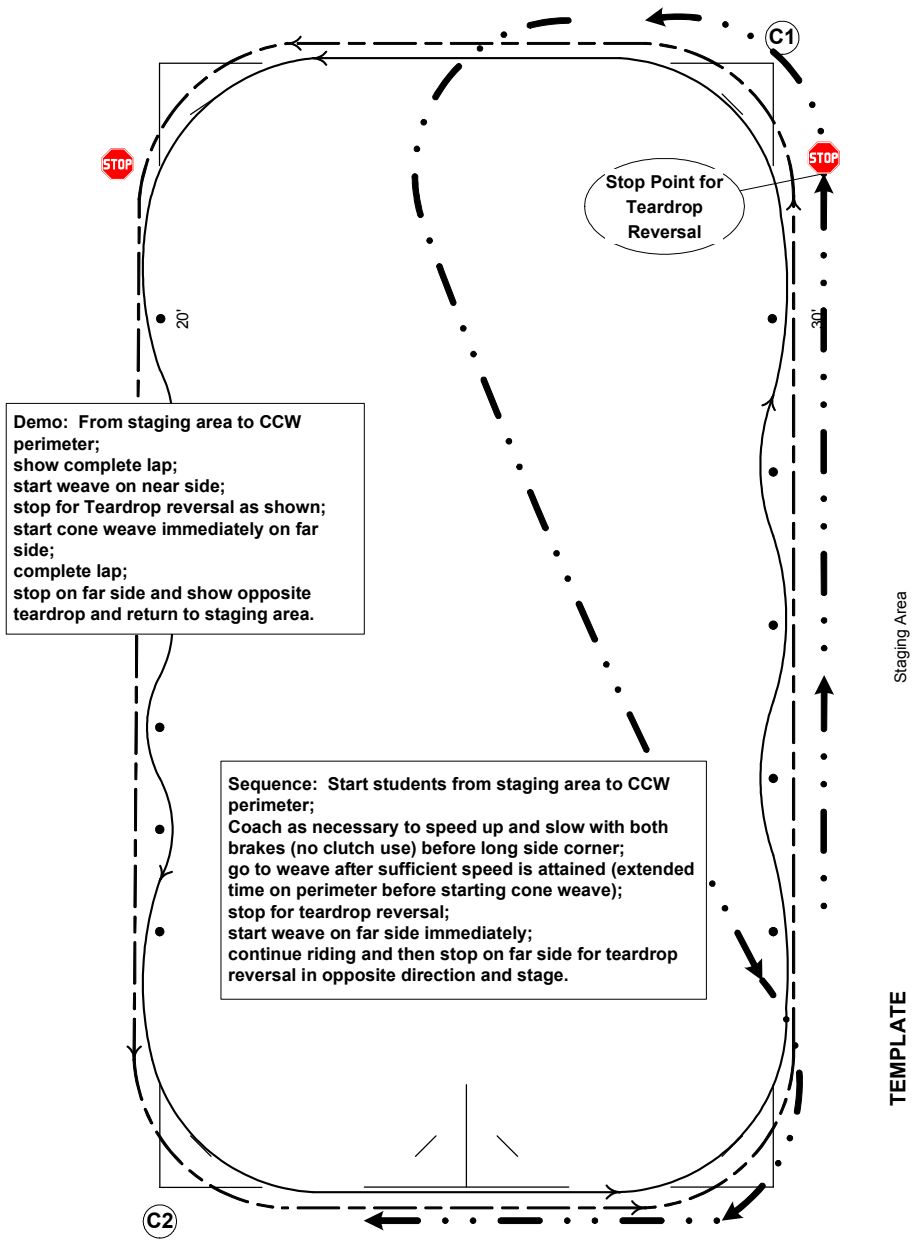 C1
STOP
STOP
Stop Point for
Teardrop
Reversal
20'
30'
Demo: From staging area to CCW
perimeter;
show complete lap;
start weave on near side;
stop for Teardrop reversal as shown;
start cone weave immediately on far
side;
complete lap;
stop on far side and show opposite
teardrop and return to staging area.
Staging Area
Sequence: Start students from staging area to CCW
perimeter;
Coach as necessary to speed up and slow with both
brakes (no clutch use) before long side corner;
go to weave after sufficient speed is attained (extended
time on perimeter before starting cone weave);
stop for teardrop reversal;
start weave on far side immediately;
continue riding and then stop on far side for teardrop
reversal in opposite direction and stage.
TEMPLATE
C2